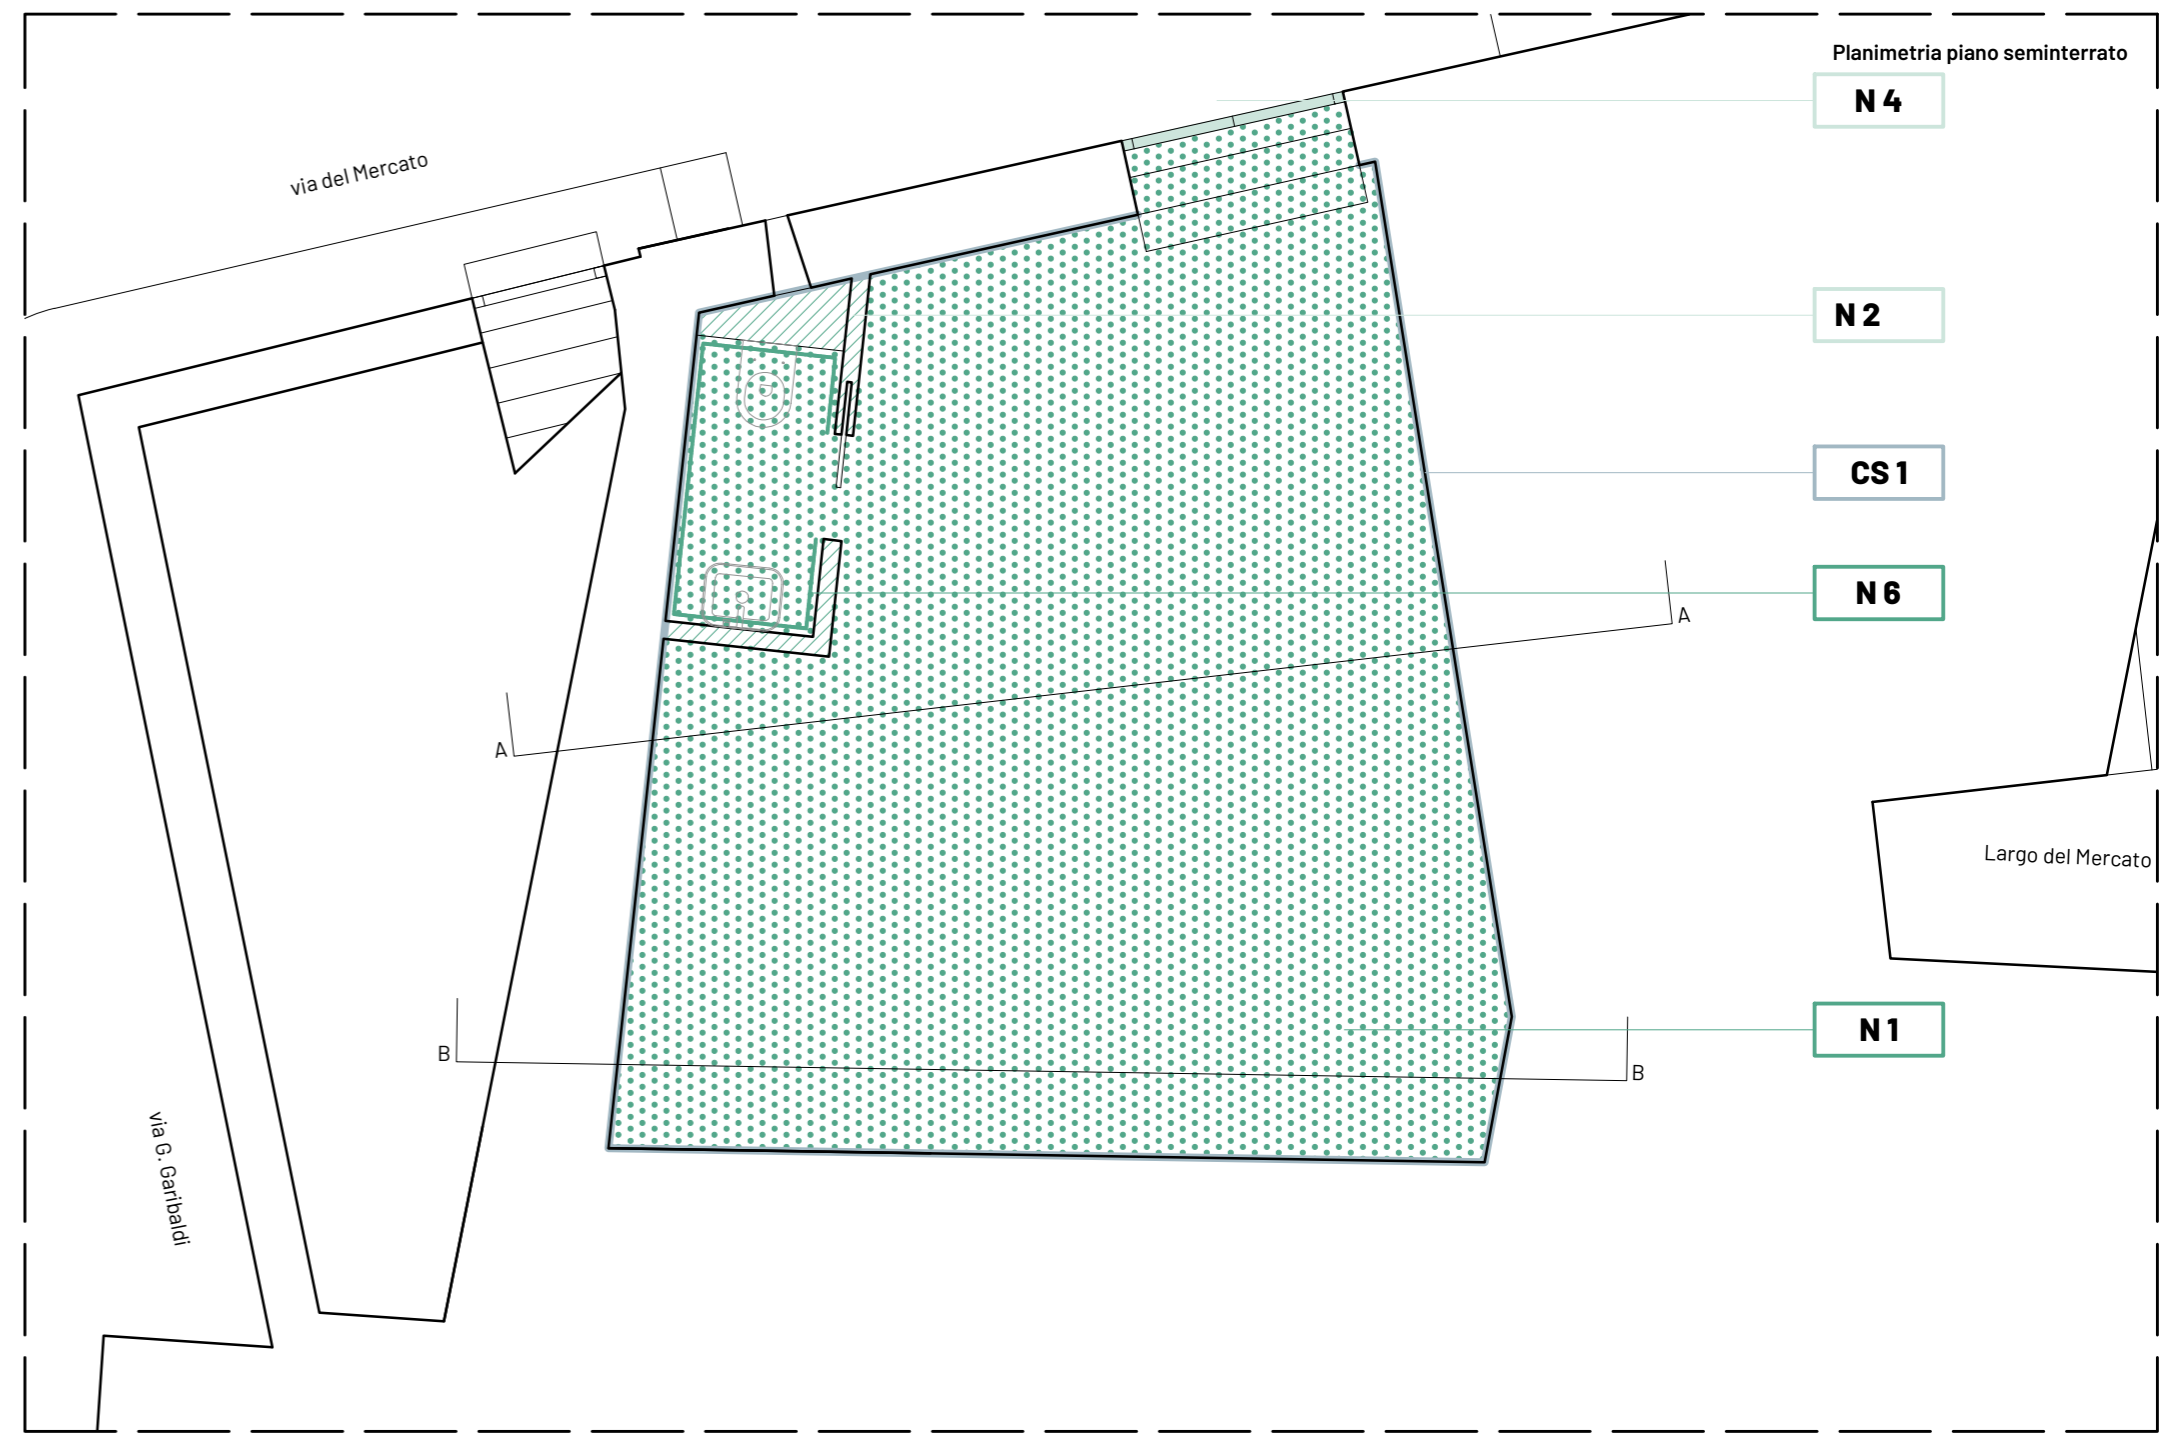 Planimetria piano seminterrato
N 4
via del Mercato
N 2
CS 1
N 6
A
A
Largo del Mercato
N 1
B
B
via G. Garibaldi